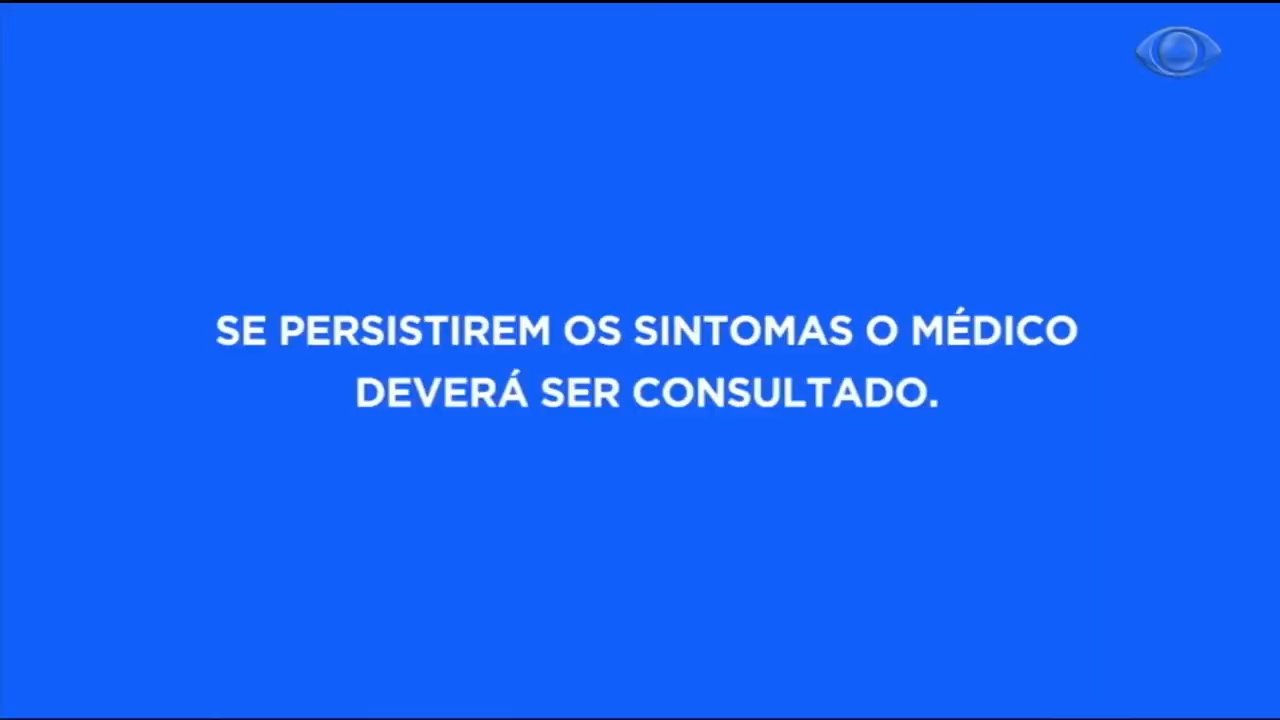 SE PERSISTIREM OS SINTOMAS O MÉDICO
DEVERÁ SER CONSULTADO.